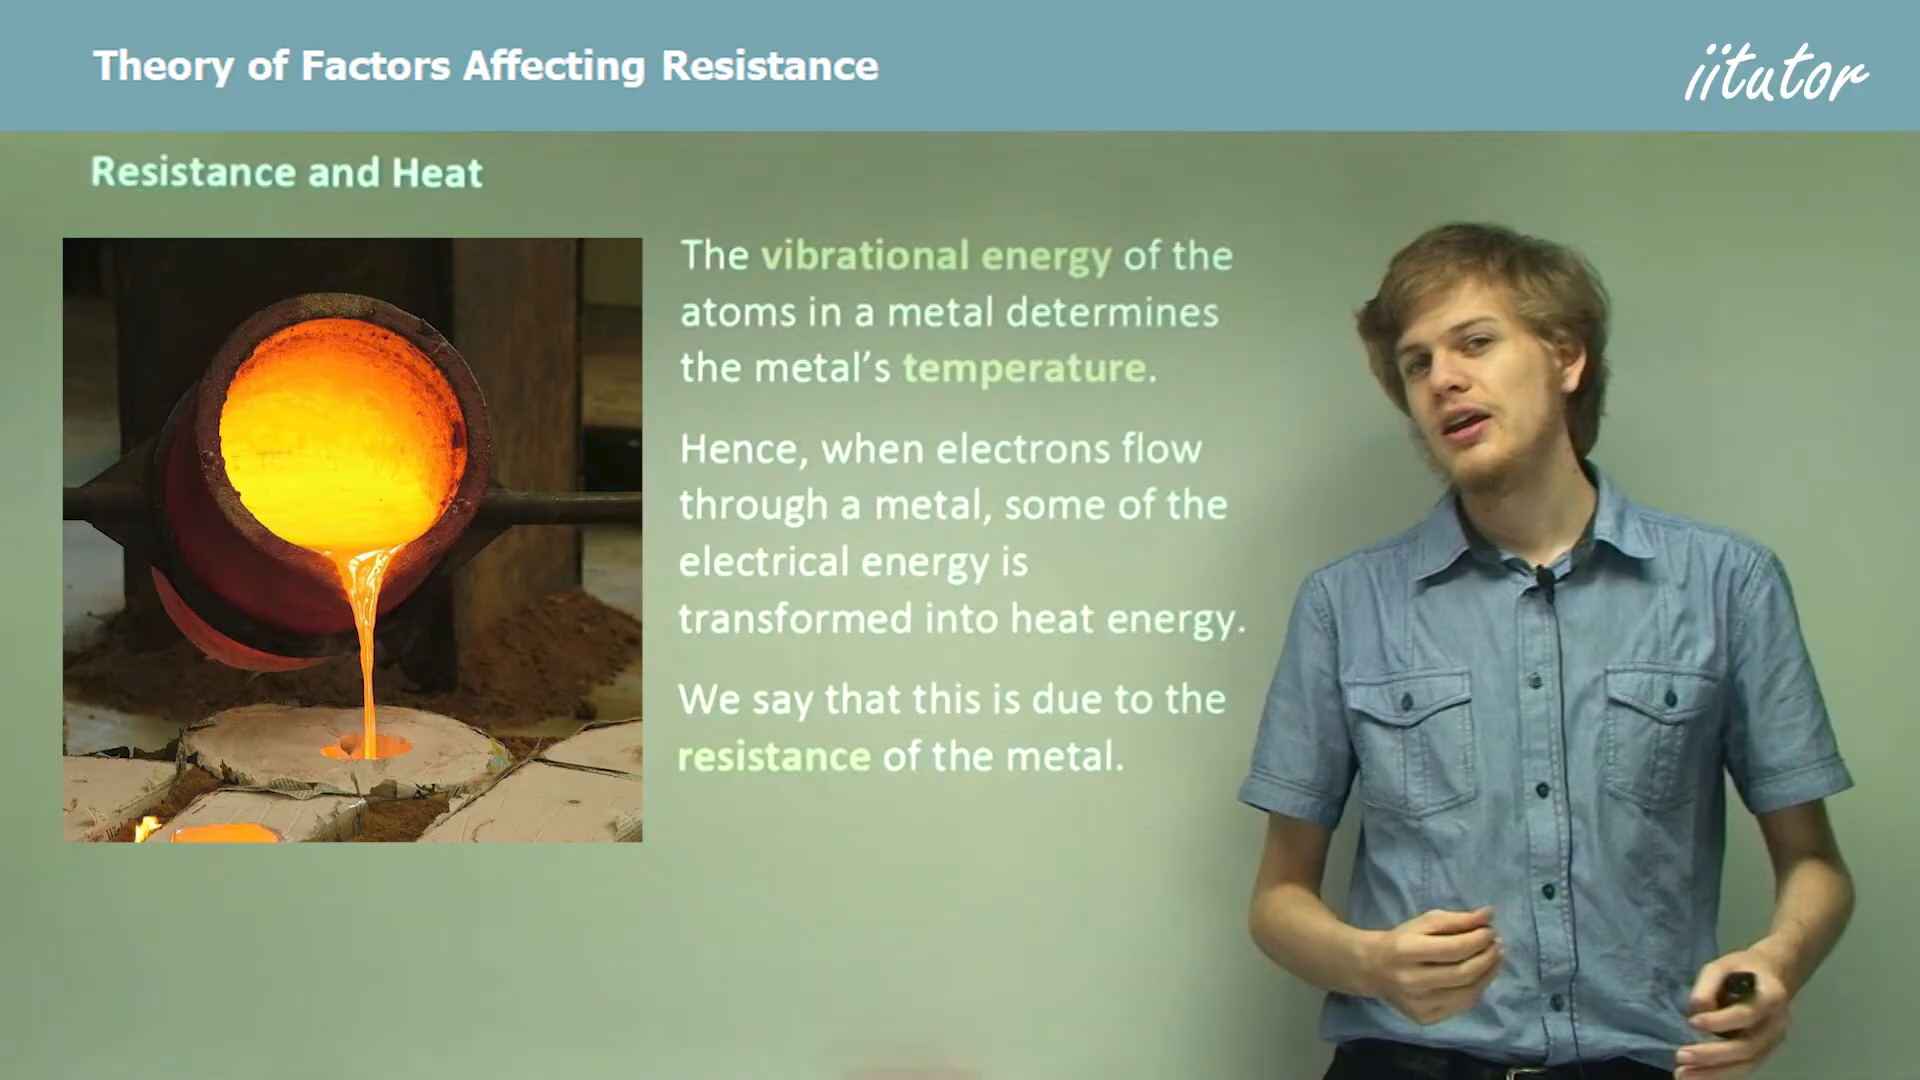 Theory of Factors Affecting Resistance
iitutor
Resistance and Heat
The vibrational energy of the
atoms in a metal determines
the metal's temperature.
Hence, when electrons flow
through a metal, some of the
electrical energy is
transformed into heat energy.
We say that this is due to the
resistance of the metal.